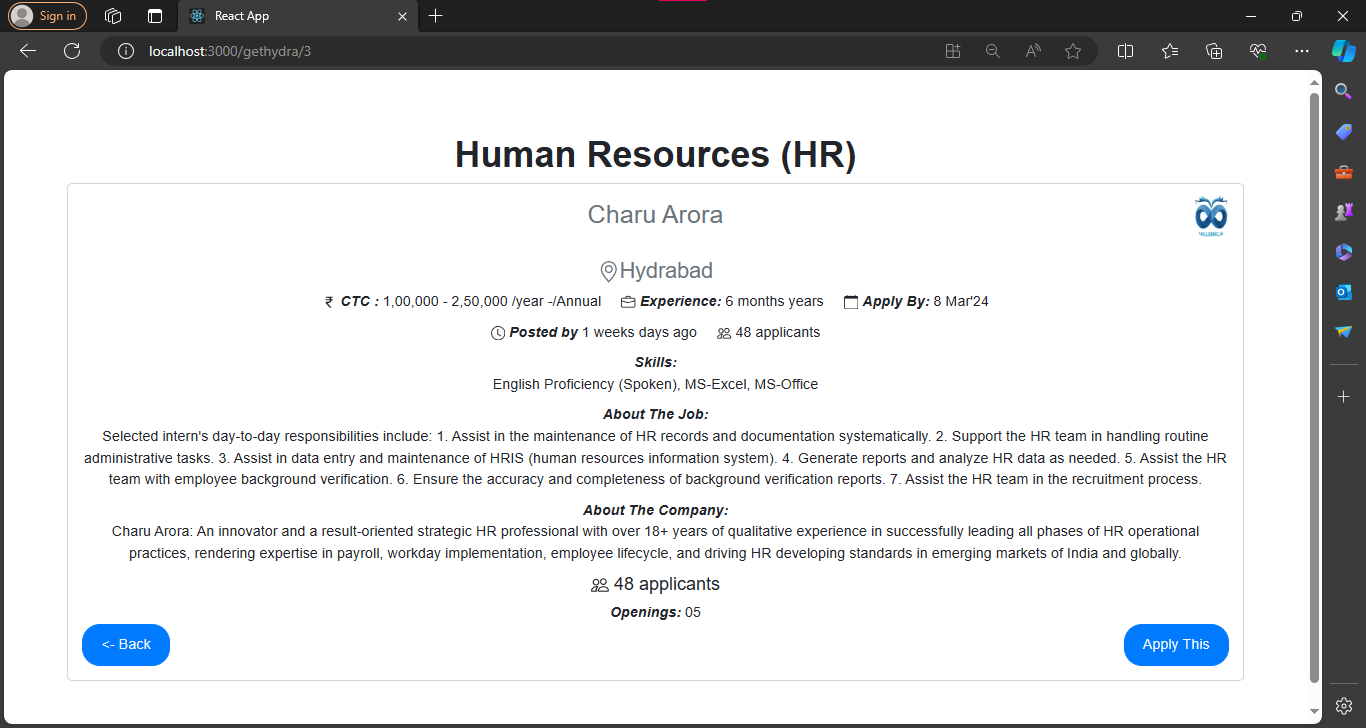 Sign in
React App
localhost:3000/gethydra/3
Human Resources (HR)
Charu Arora
Hydrabad
₹ CTC : 1,00,000 - 2,50,000 /year -/Annual Experience: 6 months years Apply By: 8 Mar'24
Posted by 1 weeks days ago 48 applicants
Skills:
English Proficiency (Spoken), MS-Excel, MS-Office
About The Job:
Selected intern's day-to-day responsibilities include: 1. Assist in the maintenance of HR records and documentation systematically. 2. Support the HR team in handling routine
administrative tasks. 3. Assist in data entry and maintenance of HRIS (human resources information system). 4. Generate reports and analyze HR data as needed. 5. Assist the HR
team with employee background verification. 6. Ensure the accuracy and completeness of background verification reports. 7. Assist the HR team in the recruitment process.
About The Company:
Charu Arora: An innovator and a result-oriented strategic HR professional with over 18+ years of qualitative experience in successfully leading all phases of HR operational
practices, rendering expertise in payroll, workday implementation, employee lifecycle, and driving HR developing standards in emerging markets of India and globally.
48 applicants
Openings: 05
<- Back
Apply This